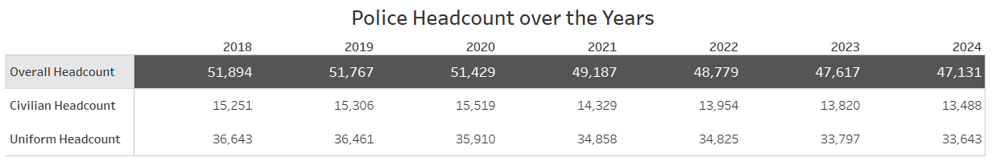 Police Headcount over the Years
2018 2019 2020 2021 2022 2023 2024
Overall Headcount 51,894 51,767 51,429 49,187 48,779 47,617 47,131
Civilian Headcount 15,251 15,306 15,519 14,329 13,954 13,820 13,488
Uniform Headcount 36,643 36,461 35,910 34,858 34,825 33,797 33,643